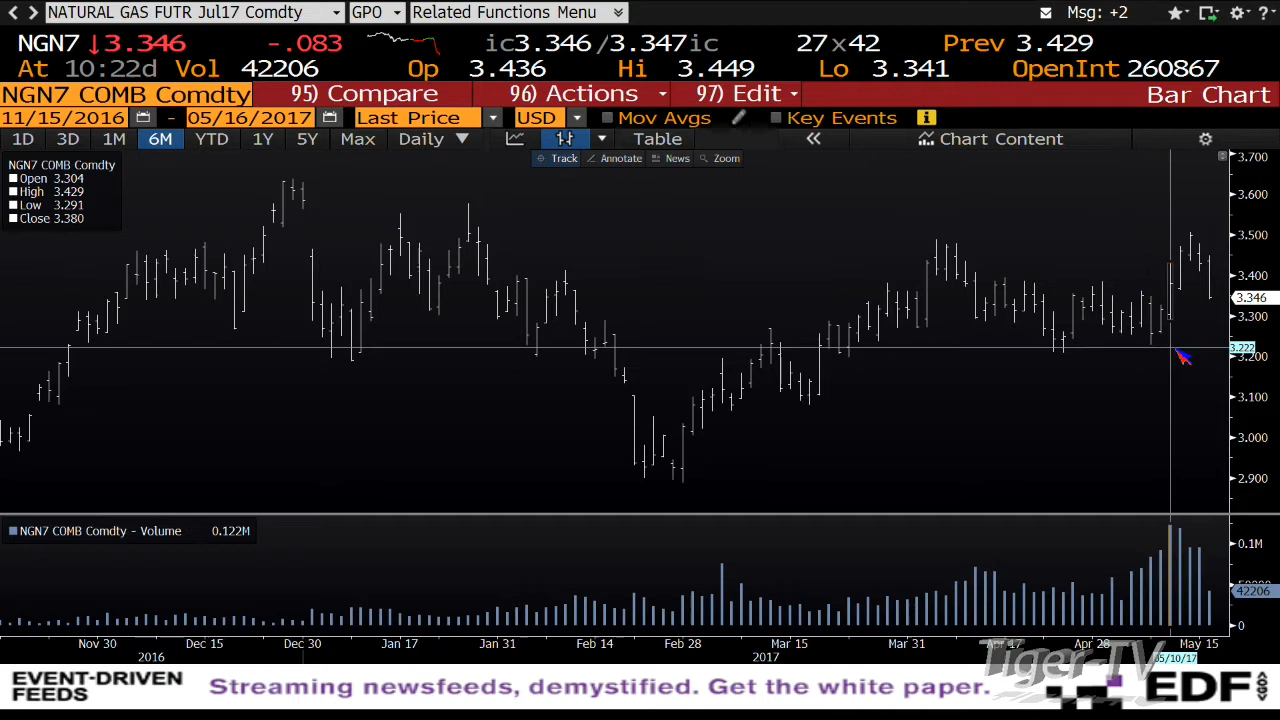 NATURAL GAS FUTR Jul17 Comdty GPO Related Functions Menu Msg: +2
NGN7 ↓3.346 -.083 ic3.346/3.347ic 27x42 Prev 3.429
At 10:22d Vol 42206 Op 3.436 Hi 3.449 Lo 3.341 OpenInt 260867
NGN7 COMB Comdty 95) Compare 96) Actions 97) Edit Bar Chart
11/15/2016 - 05/16/2017 Last Price USD Mov Avgs Key Events
1D 3D 1M 6M YTD 1Y 5Y Max Daily Table Chart Content
Track Annotate News Zoom
NGN7 COMB Comdty
Open 3.304
High 3.429
Low 3.291
Close 3.380
3.700
3.600
3.500
3.400
3.346
3.300
3.222
3.200
3.100
3.000
2.900
NGN7 COMB Comdty - Volume 0.122M
0.1M
42206
0
Nov 30 Dec 15 Dec 30 Jan 17 Jan 31 Feb 14 Feb 28 Mar 15 Mar 31 Apr 17 Apr 28 May 15
2016 2017 05/10/17
Tiger-TV
EVENT-DRIVEN
FEEDS
Streaming newsfeeds, demystified. Get the white paper.
EDF